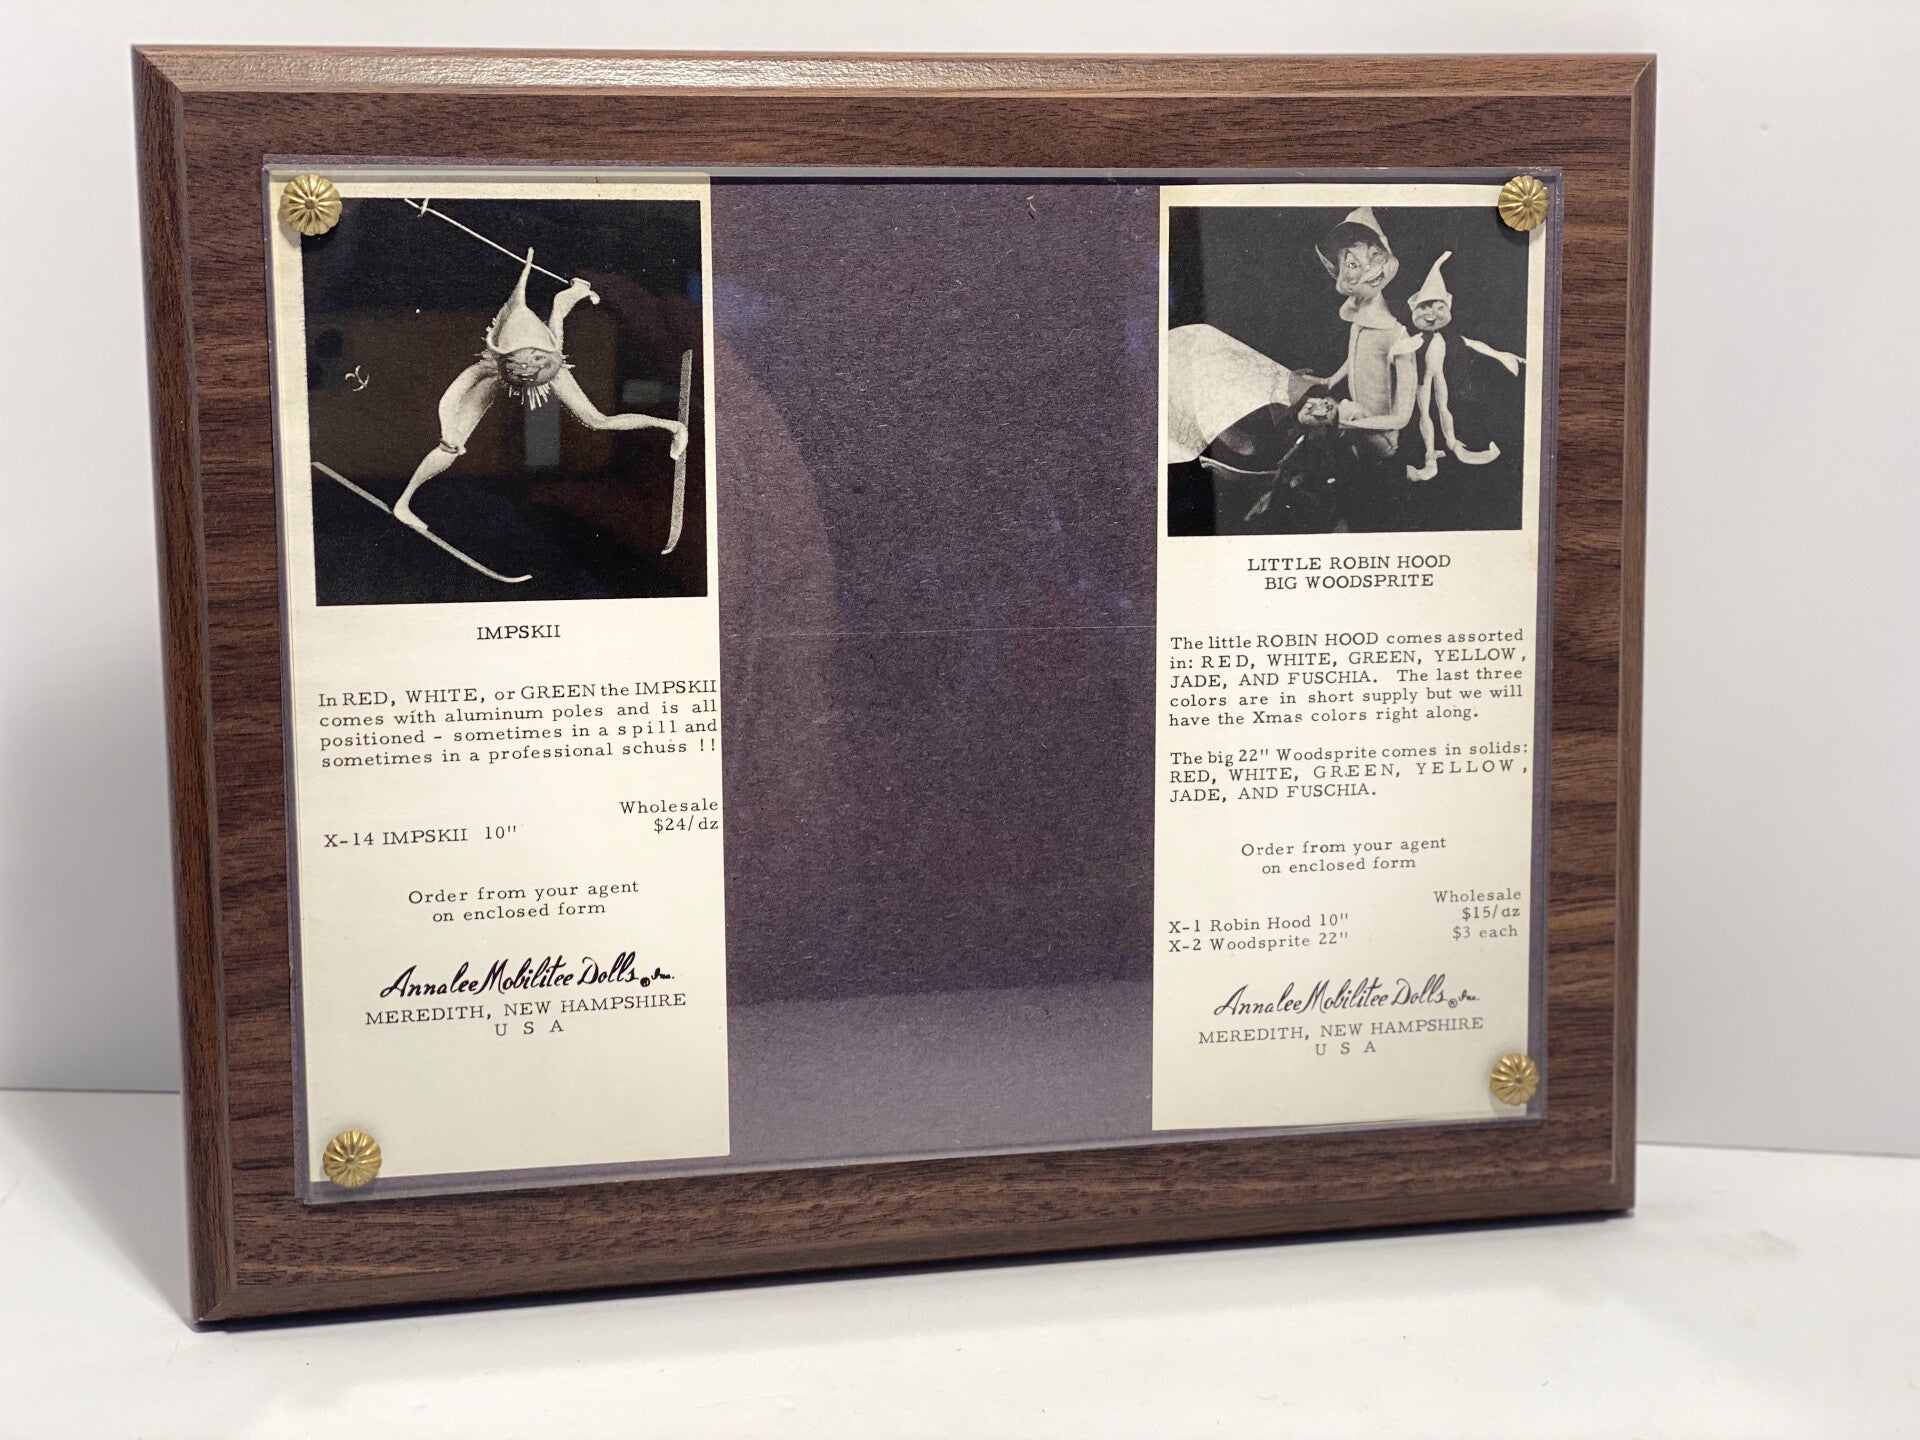 IMPSKII
In RED, WHITE, or GREEN the IMPSKII
comes with aluminum poles and is all
positioned - sometimes in a spill and
sometimes in a professional schuss !!
Wholesale
$24/dz
X-14 IMPSKII 10"
Order from your agent
on enclosed form
Annalee Mobilitee Dolls ® Inc.
MEREDITH, NEW HAMPSHIRE
U S A
LITTLE ROBIN HOOD
BIG WOODSPRITE
The little ROBIN HOOD comes assorted
in: RED, WHITE, GREEN, YELLOW,
JADE, AND FUSCHIA. The last three
colors are in short supply but we will
have the Xmas colors right along.
The big 22" Woodsprite comes in solids:
RED, WHITE, GREEN, YELLOW,
JADE, AND FUSCHIA.
Order from your agent
on enclosed form
Wholesale
X-1 Robin Hood 10" $15/dz
X-2 Woodsprite 22" $3 each
Annalee Mobilitee Dolls ® Inc.
MEREDITH, NEW HAMPSHIRE
U S A